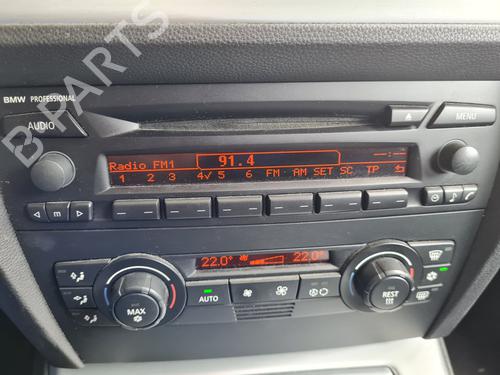 BMW PROFESSIONAL
AUDIO
MENU
Radio FM1 91.4
1 2 3 4√ 5 6 FM AM SET SC TP
m
22.0° 22.0°
AUTO
MAX
REST
B-PARTS